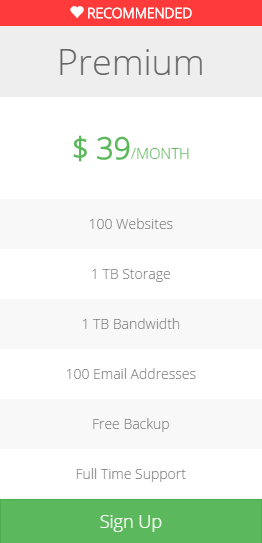 RECOMMENDED
Premium
$ 39/MONTH
100 Websites
1 TB Storage
1 TB Bandwidth
100 Email Addresses
Free Backup
Full Time Support
Sign Up